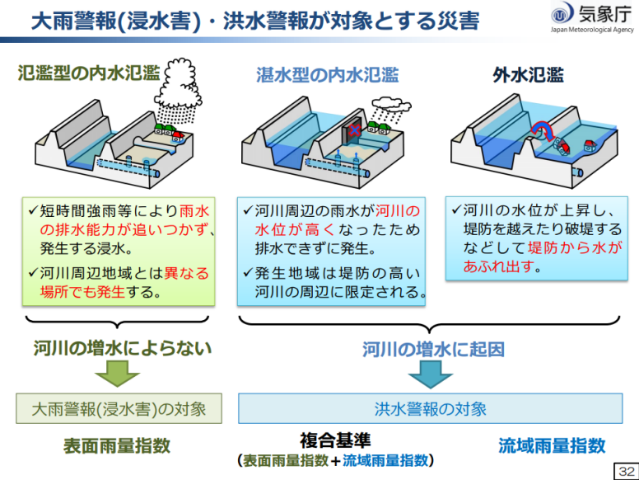 大雨警報(浸水害)・洪水警報が対象とする災害
気象庁
Japan Meteorological Agency
氾濫型の内水氾濫
湛水型の内水氾濫
外水氾濫
✓短時間強雨等により雨水
の排水能力が追いつかず、
発生する浸水。
✓河川周辺地域とは異なる
場所でも発生する。
✓河川周辺の雨水が河川の
水位が高くなったため
排水できずに発生。
✓発生地域は堤防の高い
河川の周辺に限定される。
✓河川の水位が上昇し、
堤防を越えたり破堤する
などして堤防から水が
あふれ出す。
河川の増水によらない
河川の増水に起因
大雨警報(浸水害)の対象
洪水警報の対象
表面雨量指数
複合基準
(表面雨量指数+流域雨量指数)
流域雨量指数
32